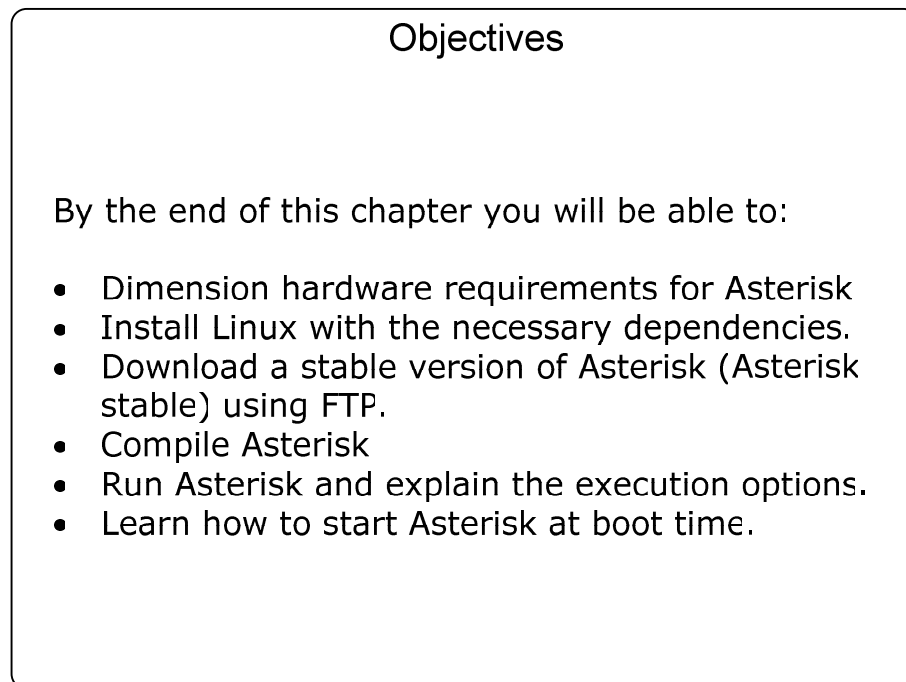 Objectives
By the end of this chapter you will be able to:
• Dimension hardware requirements for Asterisk
• Install Linux with the necessary dependencies.
• Download a stable version of Asterisk (Asterisk
stable) using FTP.
• Compile Asterisk
• Run Asterisk and explain the execution options.
• Learn how to start Asterisk at boot time.